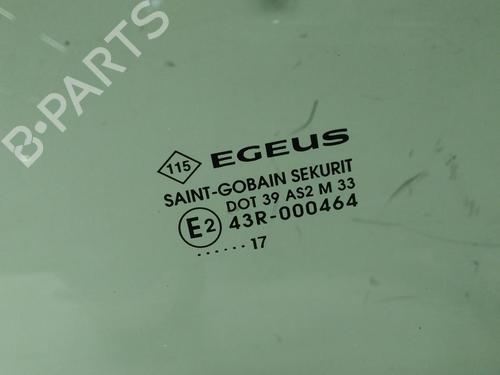 B-PARTS
115 EGEUS
SAINT-GOBAIN SEKURIT
DOT 39 AS2 M 33
E2 43R-000464
...... 17